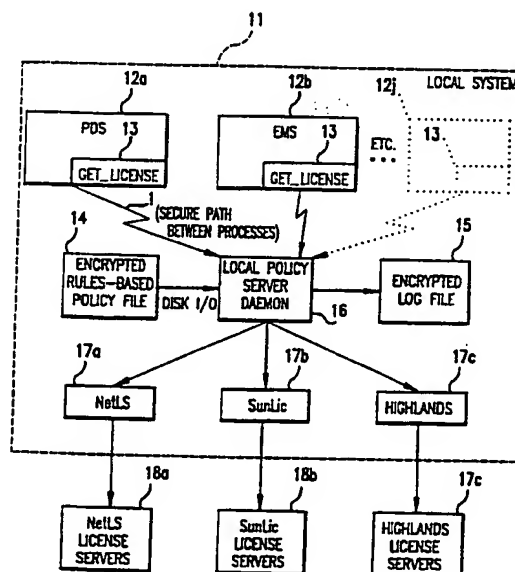 11
12a
12b
12j
LOCAL SYSTEM
PDS
13
GET_LICENSE
EMS
13
GET_LICENSE
ETC.
13
1
(SECURE PATH
BETWEEN PROCESSES)
14
15
ENCRYPTED
RULES-BASED
POLICY FILE
DISK I/O
LOCAL POLICY
SERVER
DAEMON
16
ENCRYPTED
LOG FILE
17a
17b
17c
NetLS
SunLic
HIGHLANDS
18a
18b
17c
NetLS
LICENSE
SERVERS
SunLic
LICENSE
SERVERS
HIGHLANDS
LICENSE
SERVERS